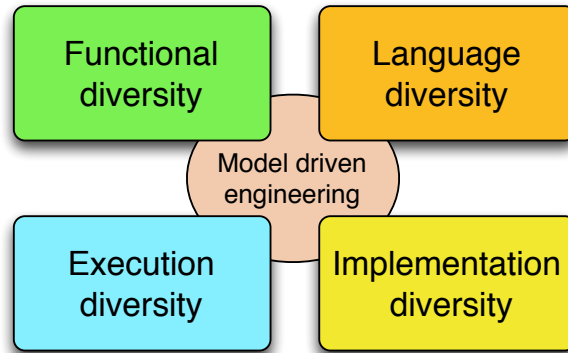 Functional
diversity
Language
diversity
Model driven
engineering
Execution
diversity
Implementation
diversity